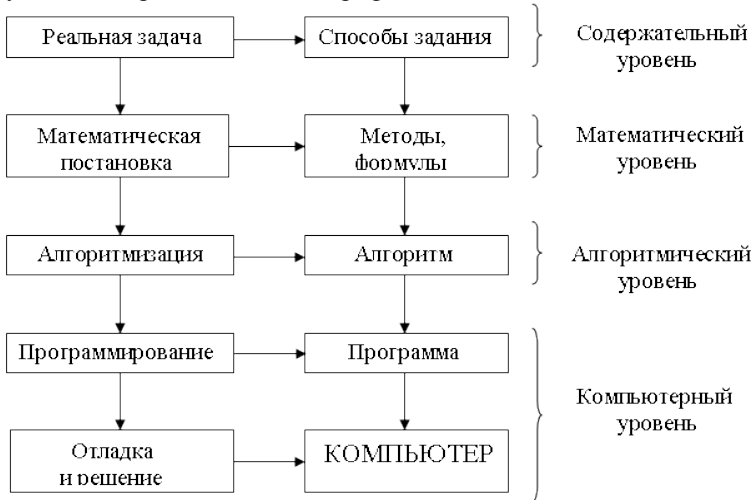 Реальная задача
Способы задания
Содержательный
уровень
Математическая
постановка
Методы,
формулы
Математический
уровень
Алгоритмизация
Алгоритм
Алгоритмический
уровень
Программирование
Программа
Компьютерный
уровень
Отладка
и решение
КОМПЬЮТЕР